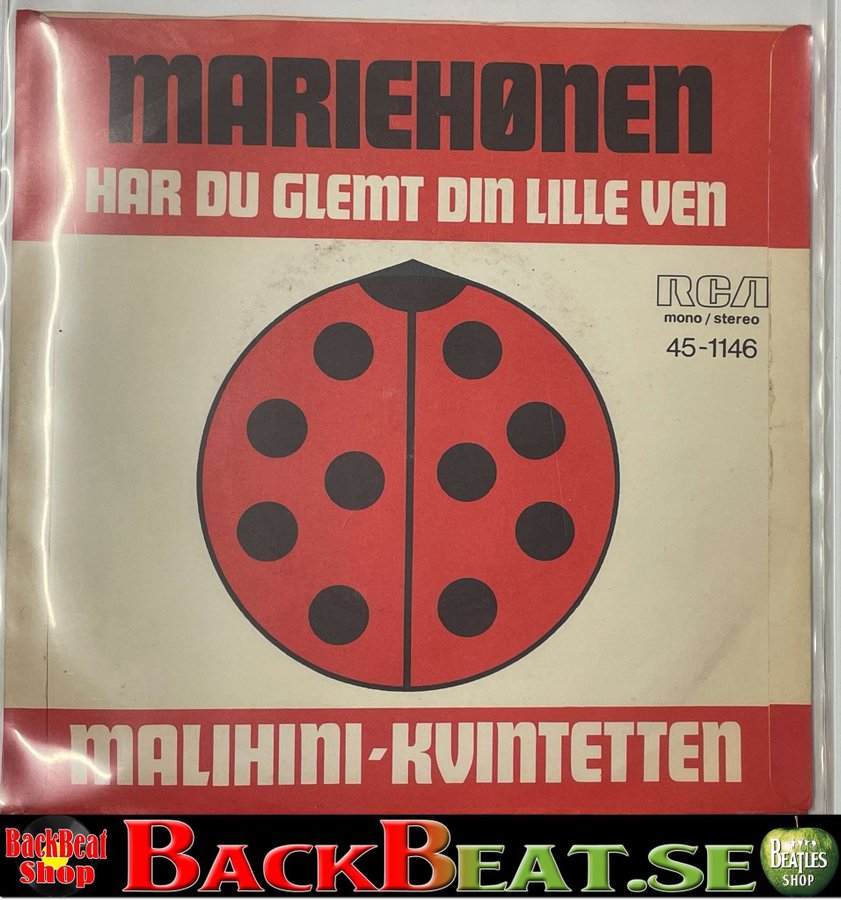 MARIEHØNEN
HAR DU GLEMT DIN LILLE VEN
RCA
mono / stereo
45-1146
MALIHINI-KVINTETTEN
BackBeat Shop
BACKBEAT.SE
BEATLES
SHOP